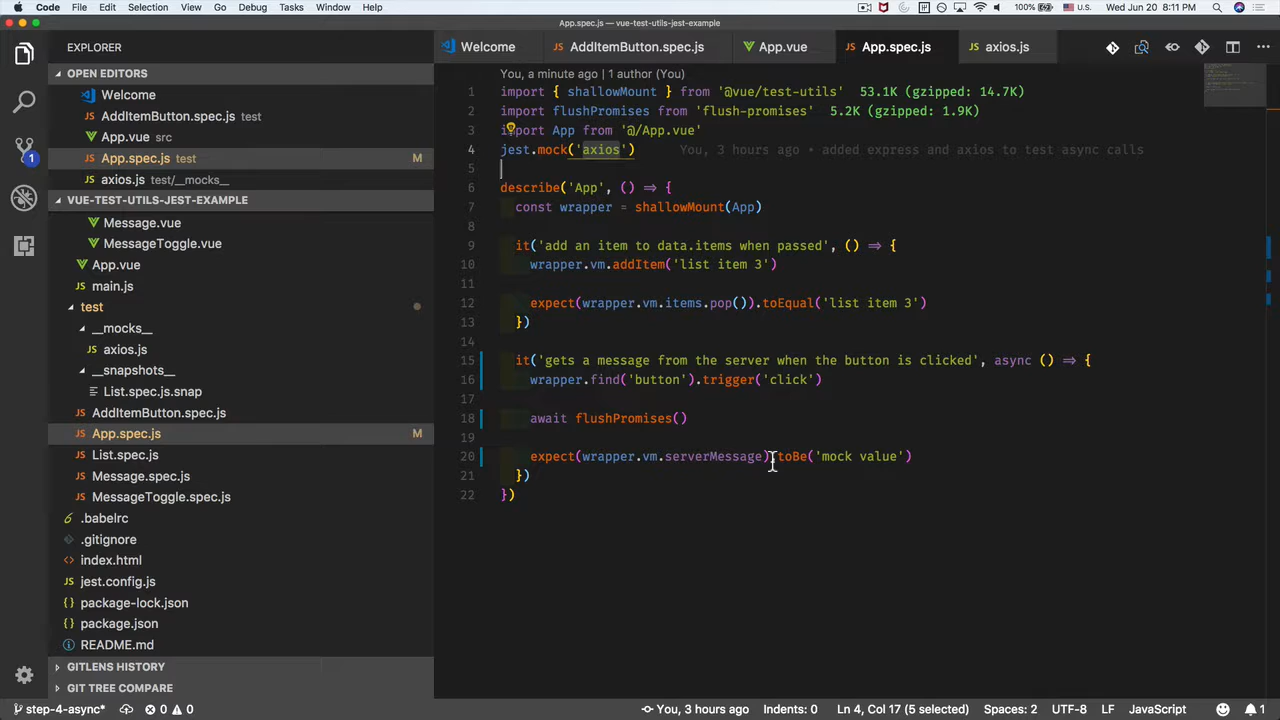 Code File Edit Selection View Go Debug Tasks Window Help 100% U.S. Wed Jun 20 8:11 PM
App.spec.js — vue-test-utils-jest-example
EXPLORER
OPEN EDITORS
Welcome
AddItemButton.spec.js test
App.vue src
App.spec.js test M
axios.js test/__mocks__
VUE-TEST-UTILS-JEST-EXAMPLE
Message.vue
MessageToggle.vue
App.vue
main.js
test
__mocks__
axios.js
__snapshots__
List.spec.js.snap
AddItemButton.spec.js
App.spec.js M
List.spec.js
Message.spec.js
MessageToggle.spec.js
.babelrc
.gitignore
index.html
jest.config.js
package-lock.json
package.json
README.md
GITLENS HISTORY
GIT TREE COMPARE
1
Welcome AddItemButton.spec.js App.vue App.spec.js axios.js
You, a minute ago | 1 author (You)
1 import { shallowMount } from '@vue/test-utils' 53.1K (gzipped: 14.7K)
2 import flushPromises from 'flush-promises' 5.2K (gzipped: 1.9K)
3 import App from '@/App.vue'
4 jest.mock('axios') You, 3 hours ago • added express and axios to test async calls
5
6 describe('App', () => {
7 const wrapper = shallowMount(App)
8
9 it('add an item to data.items when passed', () => {
10 wrapper.vm.addItem('list item 3')
11
12 expect(wrapper.vm.items.pop()).toEqual('list item 3')
13 })
14
15 it('gets a message from the server when the button is clicked', async () => {
16 wrapper.find('button').trigger('click')
17
18 await flushPromises()
19
20 expect(wrapper.vm.serverMessage).toBe('mock value')
21 })
22 })
step-4-async* 0 0 You, 3 hours ago Indents: 0 Ln 4, Col 17 (5 selected) Spaces: 2 UTF-8 LF JavaScript 1